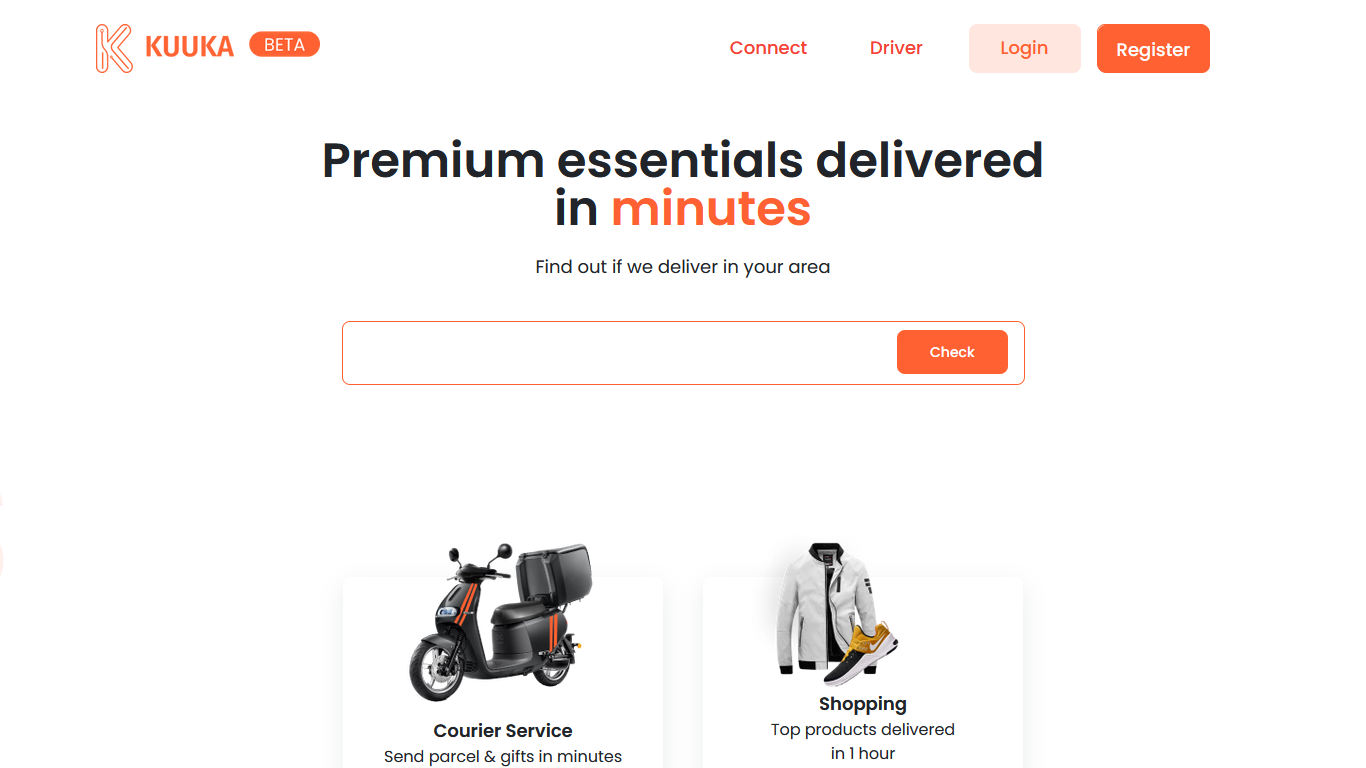 KUUKA BETA
Connect Driver Login Register
Premium essentials delivered
in minutes
Find out if we deliver in your area
Check
Courier Service
Send parcel & gifts in minutes
Shopping
Top products delivered
in 1 hour